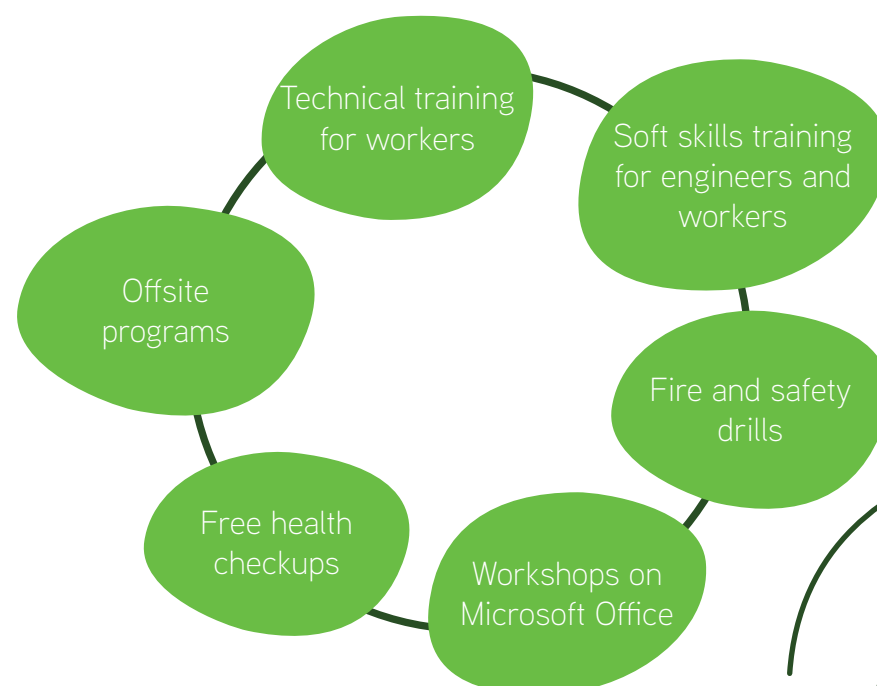 Technical training
for workers
Soft skills training
for engineers and
workers
Offsite
programs
Fire and safety
drills
Free health
checkups
Workshops on
Microsoft Office